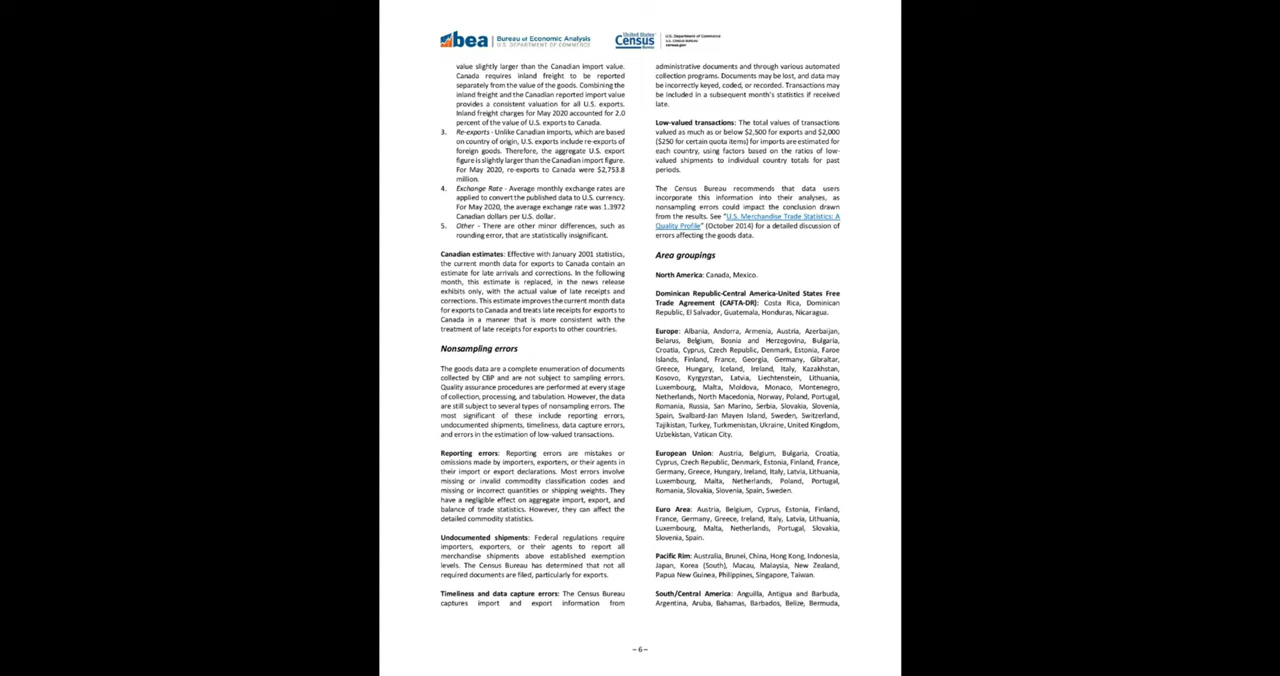 bea Bureau of Economic Analysis
U.S. DEPARTMENT OF COMMERCE
United States
Census
Bureau
U.S. Department of Commerce
U.S. CENSUS BUREAU
census.gov
value slightly larger than the Canadian import value.
Canada requires inland freight to be reported
separately from the value of the goods. Combining the
inland freight and the Canadian reported import value
provides a consistent valuation for all U.S. exports.
Inland freight charges for May 2020 accounted for 2.0
percent of the value of U.S. exports to Canada.
3. Re-exports - Unlike Canadian imports, which are based
on country of origin, U.S. exports include re-exports of
foreign goods. Therefore, the aggregate U.S. export
figure is slightly larger than the Canadian import figure.
For May 2020, re-exports to Canada were $2,753.8
million.
4. Exchange Rate - Average monthly exchange rates are
applied to convert the published data to U.S. currency.
For May 2020, the average exchange rate was 1.3972
Canadian dollars per U.S. dollar.
5. Other - There are other minor differences, such as
rounding error, that are statistically insignificant.
Canadian estimates: Effective with January 2001 statistics,
the current month data for exports to Canada contain an
estimate for late arrivals and corrections. In the following
month, this estimate is replaced, in the news release
exhibits only, with the actual value of late receipts and
corrections. This estimate improves the current month data
for exports to Canada and treats late receipts for exports to
Canada in a manner that is more consistent with the
treatment of late receipts for exports to other countries.
Nonsampling errors
The goods data are a complete enumeration of documents
collected by CBP and are not subject to sampling errors.
Quality assurance procedures are performed at every stage
of collection, processing, and tabulation. However, the data
are still subject to several types of nonsampling errors. The
most significant of these include reporting errors,
undocumented shipments, timeliness, data capture errors,
and errors in the estimation of low-valued transactions.
Reporting errors: Reporting errors are mistakes or
omissions made by importers, exporters, or their agents in
their import or export declarations. Most errors involve
missing or invalid commodity classification codes and
missing or incorrect quantities or shipping weights. They
have a negligible effect on aggregate import, export, and
balance of trade statistics. However, they can affect the
detailed commodity statistics.
Undocumented shipments: Federal regulations require
importers, exporters, or their agents to report all
merchandise shipments above established exemption
levels. The Census Bureau has determined that not all
required documents are filed, particularly for exports.
Timeliness and data capture errors: The Census Bureau
captures import and export information from
administrative documents and through various automated
collection programs. Documents may be lost, and data may
be incorrectly keyed, coded, or recorded. Transactions may
be included in a subsequent month's statistics if received
late.
Low-valued transactions: The total values of transactions
valued as much as or below $2,500 for exports and $2,000
($250 for certain quota items) for imports are estimated for
each country, using factors based on the ratios of low-
valued shipments to individual country totals for past
periods.
The Census Bureau recommends that data users
incorporate this information into their analyses, as
nonsampling errors could impact the conclusion drawn
from the results. See "U.S. Merchandise Trade Statistics: A
Quality Profile" (October 2014) for a detailed discussion of
errors affecting the goods data.
Area groupings
North America: Canada, Mexico.
Dominican Republic-Central America-United States Free
Trade Agreement (CAFTA-DR): Costa Rica, Dominican
Republic, El Salvador, Guatemala, Honduras, Nicaragua.
Europe: Albania, Andorra, Armenia, Austria, Azerbaijan,
Belarus, Belgium, Bosnia and Herzegovina, Bulgaria,
Croatia, Cyprus, Czech Republic, Denmark, Estonia, Faroe
Islands, Finland, France, Georgia, Germany, Gibraltar,
Greece, Hungary, Iceland, Ireland, Italy, Kazakhstan,
Kosovo, Kyrgyzstan, Latvia, Liechtenstein, Lithuania,
Luxembourg, Malta, Moldova, Monaco, Montenegro,
Netherlands, North Macedonia, Norway, Poland, Portugal,
Romania, Russia, San Marino, Serbia, Slovakia, Slovenia,
Spain, Svalbard-Jan Mayen Island, Sweden, Switzerland,
Tajikistan, Turkey, Turkmenistan, Ukraine, United Kingdom,
Uzbekistan, Vatican City.
European Union: Austria, Belgium, Bulgaria, Croatia,
Cyprus, Czech Republic, Denmark, Estonia, Finland, France,
Germany, Greece, Hungary, Ireland, Italy, Latvia, Lithuania,
Luxembourg, Malta, Netherlands, Poland, Portugal,
Romania, Slovakia, Slovenia, Spain, Sweden.
Euro Area: Austria, Belgium, Cyprus, Estonia, Finland,
France, Germany, Greece, Ireland, Italy, Latvia, Lithuania,
Luxembourg, Malta, Netherlands, Portugal, Slovakia,
Slovenia, Spain.
Pacific Rim: Australia, Brunei, China, Hong Kong, Indonesia,
Japan, Korea (South), Macau, Malaysia, New Zealand,
Papua New Guinea, Philippines, Singapore, Taiwan.
South/Central America: Anguilla, Antigua and Barbuda,
Argentina, Aruba, Bahamas, Barbados, Belize, Bermuda,
– 6 –